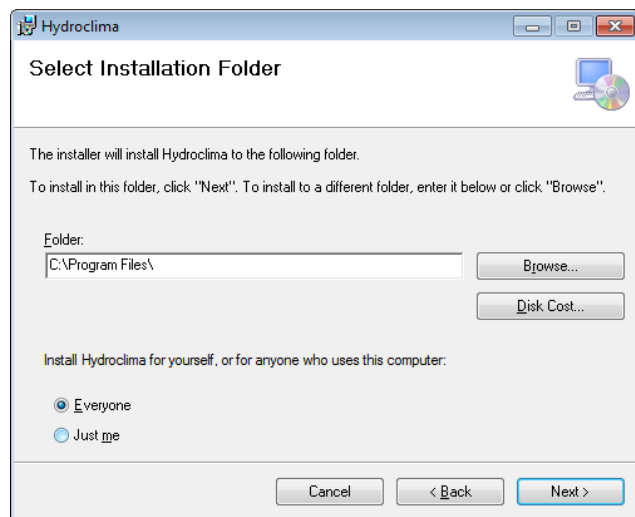 Hydroclima
Select Installation Folder
The installer will install Hydroclima to the following folder.
To install in this folder, click "Next". To install to a different folder, enter it below or click "Browse".
Folder:
C:\Program Files\
Browse...
Disk Cost...
Install Hydroclima for yourself, or for anyone who uses this computer:
Everyone
Just me
Cancel
< Back
Next >